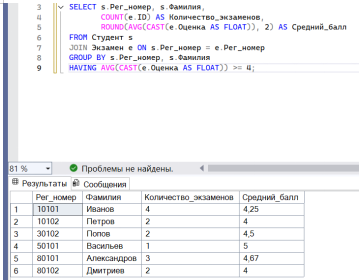 3 SELECT s.Рег_номер, s.Фамилия,
4 COUNT(e.ID) AS Количество_экзаменов,
5 ROUND(AVG(CAST(e.Оценка AS FLOAT)), 2) AS Средний_балл
6 FROM Студент s
7 JOIN Экзамен e ON s.Рег_номер = e.Рег_номер
8 GROUP BY s.Рег_номер, s.Фамилия
9 HAVING AVG(CAST(e.Оценка AS FLOAT)) >= 4;
81 % Проблемы не найдены.
Результаты Сообщения
Рег_номер Фамилия Количество_экзаменов Средний_балл
1 10101 Иванов 4 4,25
2 10102 Петров 2 4
3 30102 Попов 2 4,5
4 50101 Васильев 1 5
5 80101 Александров 3 4,67
6 80102 Дмитриев 2 4